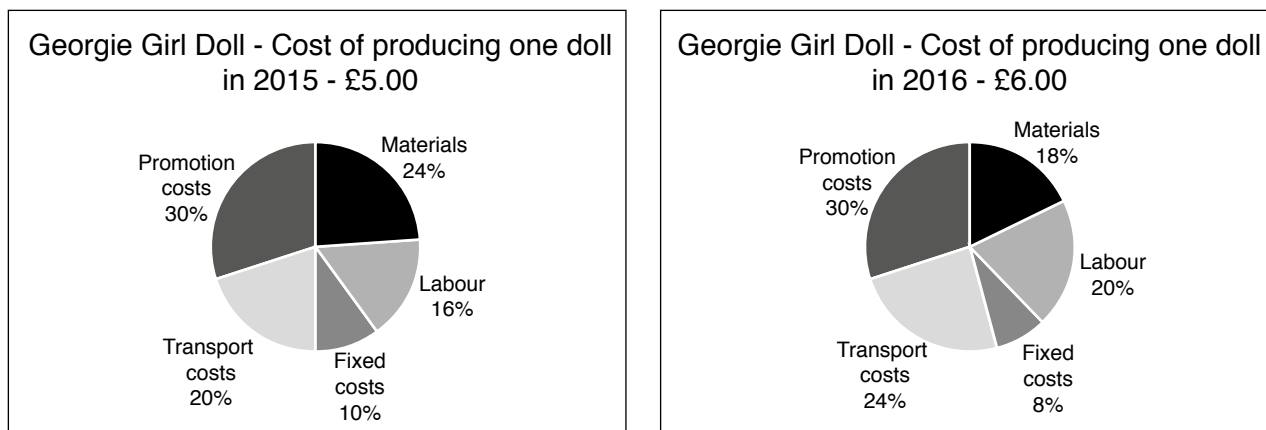 Georgie Girl Doll - Cost of producing one doll
in 2015 - £5.00
Materials
24%
Labour
16%
Fixed
costs
10%
Transport
costs
20%
Promotion
costs
30%
Georgie Girl Doll - Cost of producing one doll
in 2016 - £6.00
Materials
18%
Labour
20%
Fixed
costs
8%
Transport
costs
24%
Promotion
costs
30%